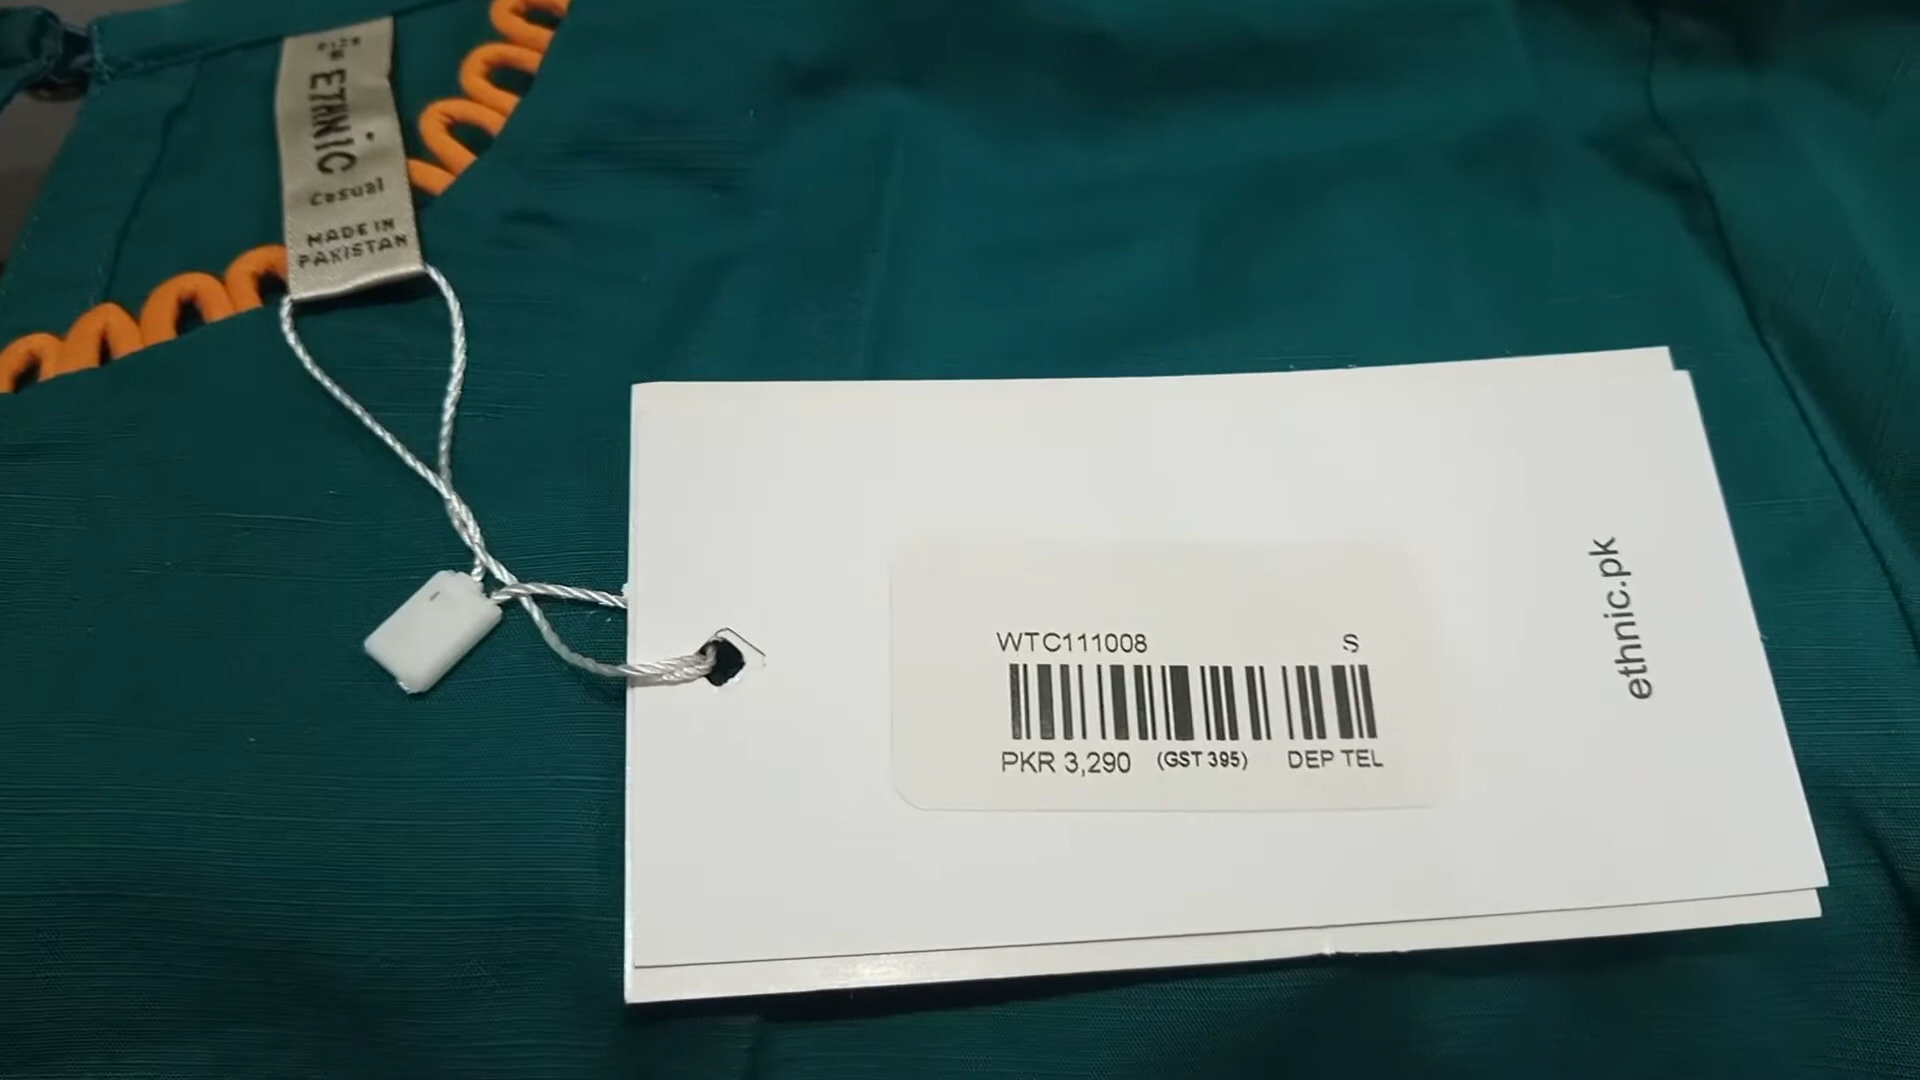 ETHNIC
Casual
MADE IN
PAKISTAN
WTC111008 S
PKR 3,290 (GST 395) DEP TEL
ethnic.pk